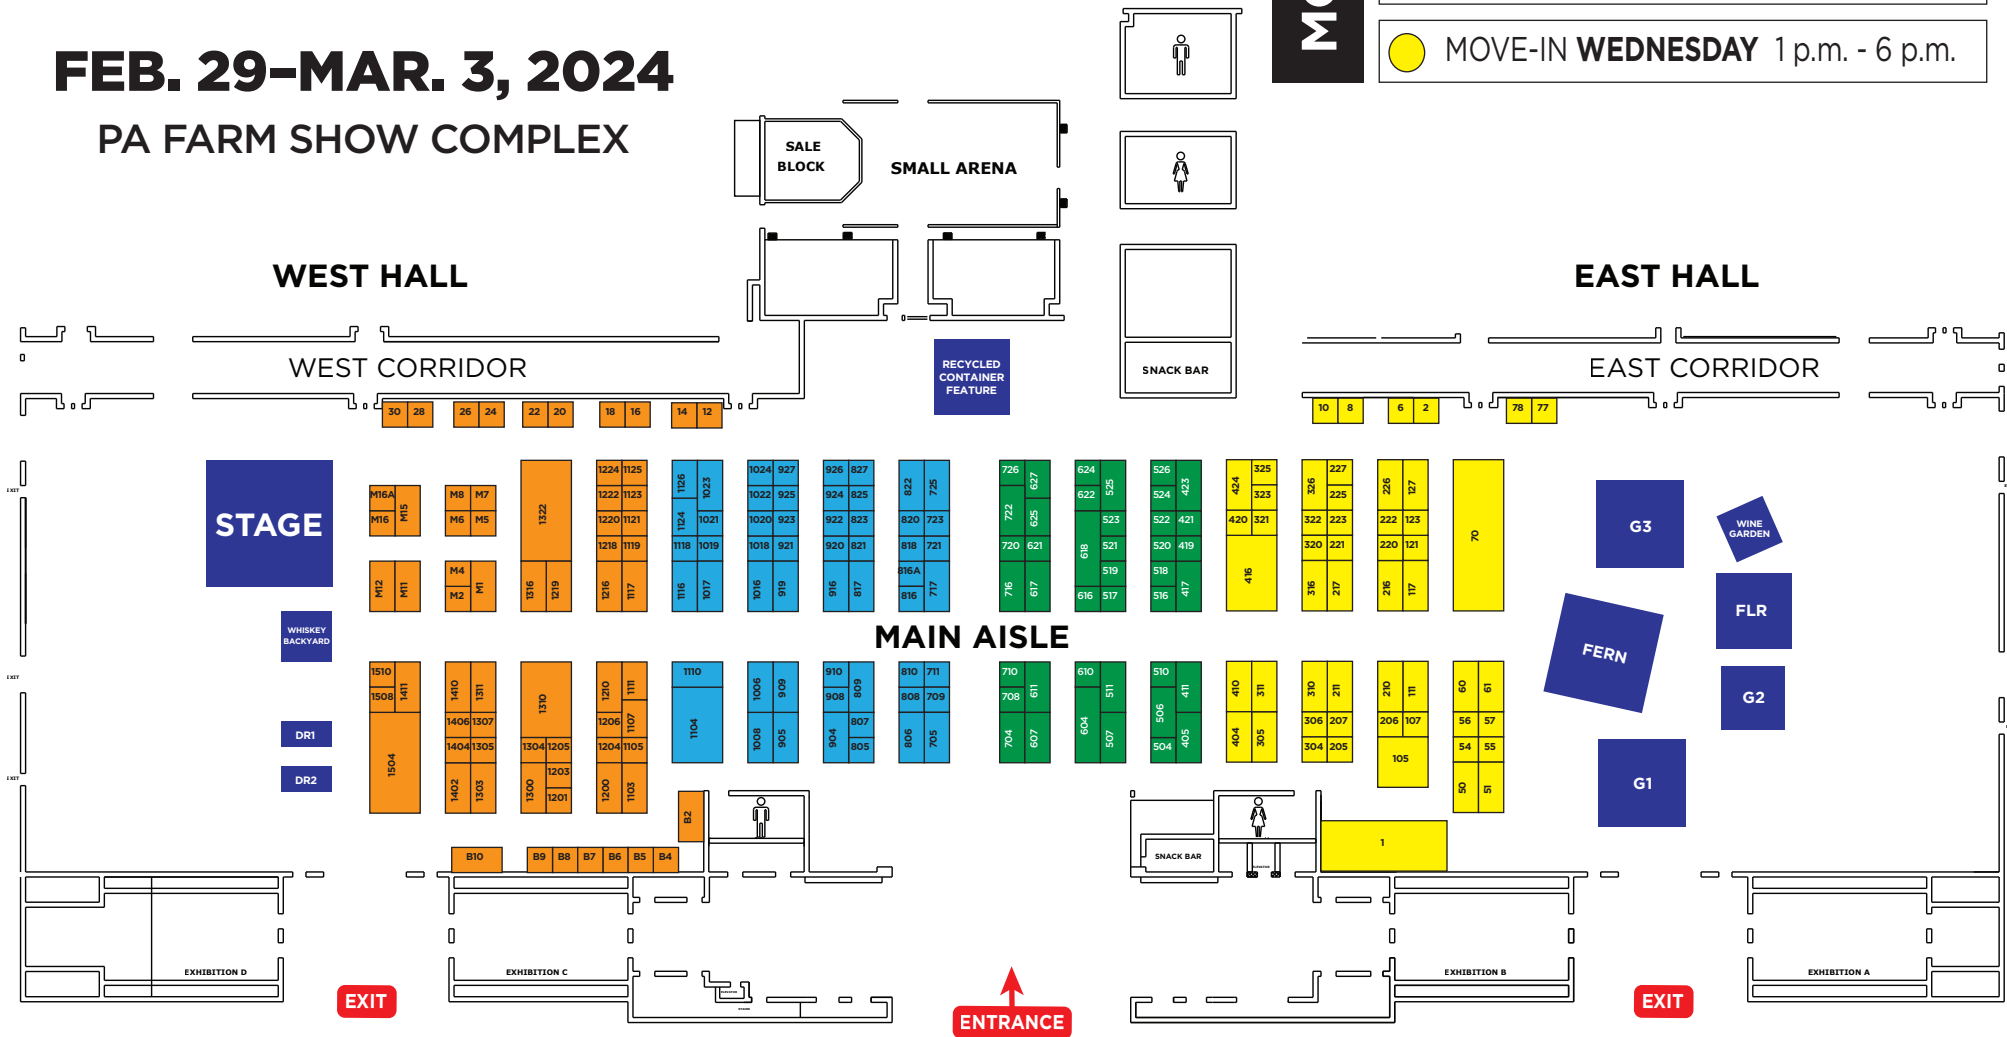 FEB. 29–MAR. 3, 2024
PA FARM SHOW COMPLEX
MO
MOVE-IN WEDNESDAY 1 p.m. - 6 p.m.
SALE
BLOCK
SMALL ARENA
WEST HALL
EAST HALL
WEST CORRIDOR
RECYCLED
CONTAINER
FEATURE
SNACK BAR
EAST CORRIDOR
30 28 26 24 22 20 18 16 14 12
10 8 6 2 78 77
STAGE
M16A M15 M16
M8 M7
M6 M5
M12 M11
M4 M1
M2
1322
1316 1219
1224 1125
1222 1123
1220 1121
1218 1119
1216 1117
1126 1023
1124 1021
1118 1019
1116 1017
1024 927
1022 925
1020 923
1018 921
1016 919
926 827
924 825
922 823
920 821
916 817
822 725
820 723
818 721
816A 717
816
726 627
722 625
720 621
716 617
624 525
622
618 523
521
519
616 517
526 423
524
522 421
520 419
518 417
516
424 325
323
420 321
416
326 227
225
322 223
320 221
316 217
226 127
222 123
220 121
216 117
70
G3
WINE
GARDEN
FLR
FERN
G2
G1
WHISKEY
BACKYARD
DR1
DR2
MAIN AISLE
1510 1411
1508
1504
1410 1311
1406 1307
1404 1305
1402 1303
1310
1304 1205
1300 1203
1201
1210 1111
1206 1107
1204 1105
1200 1103
1110
1104
1006 909
1008 905
910 809
908
904 807
805
810 711
808 709
806 705
710 611
708
704 607
610 511
604 507
510 411
506 405
504
410 311
404 305
310 211
306 207
304 205
210 111
206 107
105
60 61
56 57
54 55
50 51
B2
B10 B9 B8 B7 B6 B5 B4
SNACK BAR
1
EXHIBITION D
EXHIBITION C
EXHIBITION B
EXHIBITION A
EXIT
ENTRANCE
EXIT
EXIT
EXIT
EXIT